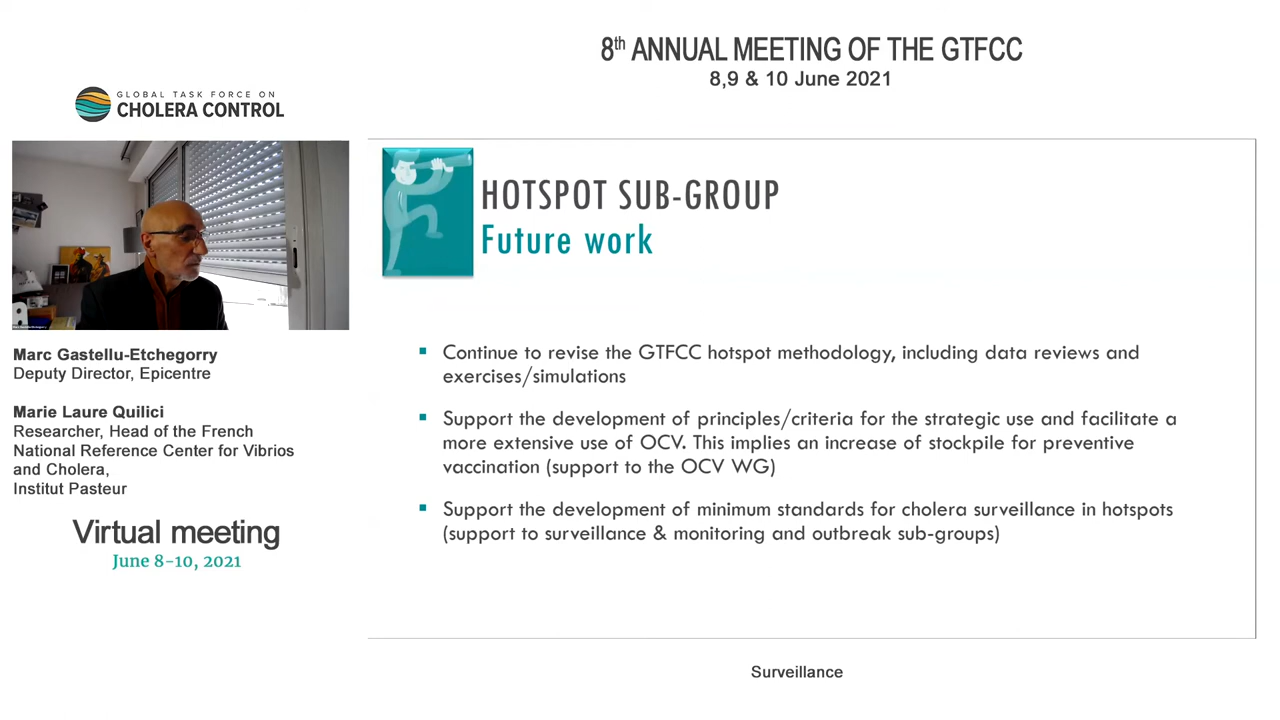 8th ANNUAL MEETING OF THE GTFCC
8,9 & 10 June 2021
GLOBAL TASK FORCE ON
CHOLERA CONTROL
Marc Gastellu-Etchegorry
Deputy Director, Epicentre
Marie Laure Quilici
Researcher, Head of the French
National Reference Center for Vibrios
and Cholera,
Institut Pasteur
Virtual meeting
June 8-10, 2021
HOTSPOT SUB-GROUP
Future work
▪ Continue to revise the GTFCC hotspot methodology, including data reviews and
exercises/simulations
▪ Support the development of principles/criteria for the strategic use and facilitate a
more extensive use of OCV. This implies an increase of stockpile for preventive
vaccination (support to the OCV WG)
▪ Support the development of minimum standards for cholera surveillance in hotspots
(support to surveillance & monitoring and outbreak sub-groups)
Surveillance